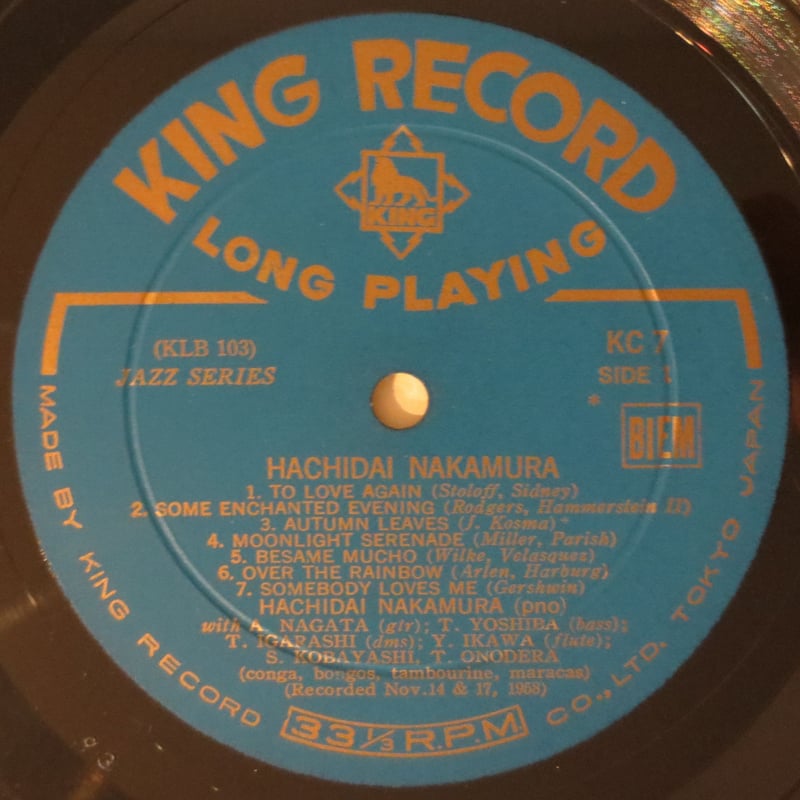 KING RECORD
KING
LONG PLAYING
(KLB 103)
JAZZ SERIES
KC 7
SIDE 1
*
BIEM
HACHIDAI NAKAMURA
1. TO LOVE AGAIN (Stoloff, Sidney)
2. SOME ENCHANTED EVENING (Rodgers, Hammerstein II)
3. AUTUMN LEAVES (J. Kosma)*
4. MOONLIGHT SERENADE (Miller, Parish)
5. BESAME MUCHO (Wilke, Velasquez)
6. OVER THE RAINBOW (Arlen, Harburg)
7. SOMEBODY LOVES ME (Gershwin)
HACHIDAI NAKAMURA (pno)
with A. NAGATA (gtr); T. YOSHIBA (bass);
T. IGARASHI (dms); Y. IKAWA (flute);
S. KOBAYASHI, T. ONODERA
(conga, bongos, tambourine, maracas)
(Recorded Nov. 14 & 17, 1958)
33 1/3 R.P.M
MADE BY KING RECORD CO., LTD. TOKYO JAPAN